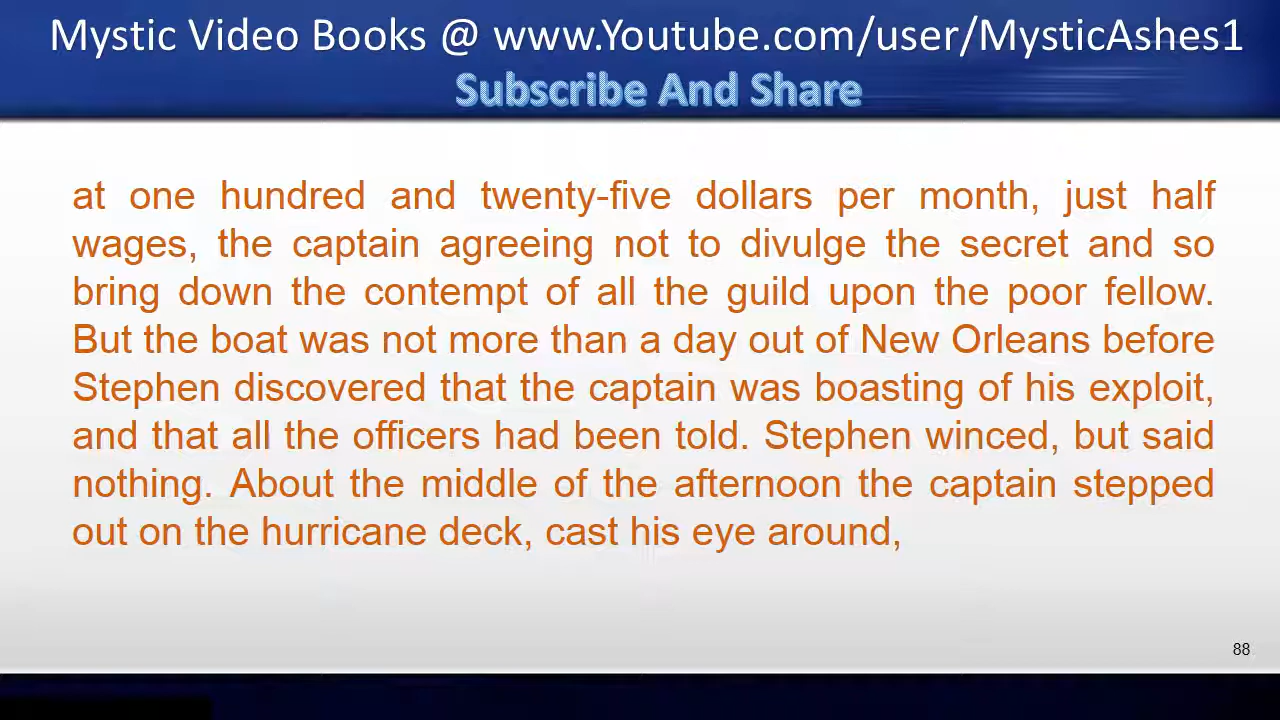 Mystic Video Books @ www.Youtube.com/user/MysticAshes1
Subscribe And Share
at one hundred and twenty-five dollars per month, just half
wages, the captain agreeing not to divulge the secret and so
bring down the contempt of all the guild upon the poor fellow.
But the boat was not more than a day out of New Orleans before
Stephen discovered that the captain was boasting of his exploit,
and that all the officers had been told. Stephen winced, but said
nothing. About the middle of the afternoon the captain stepped
out on the hurricane deck, cast his eye around,
88